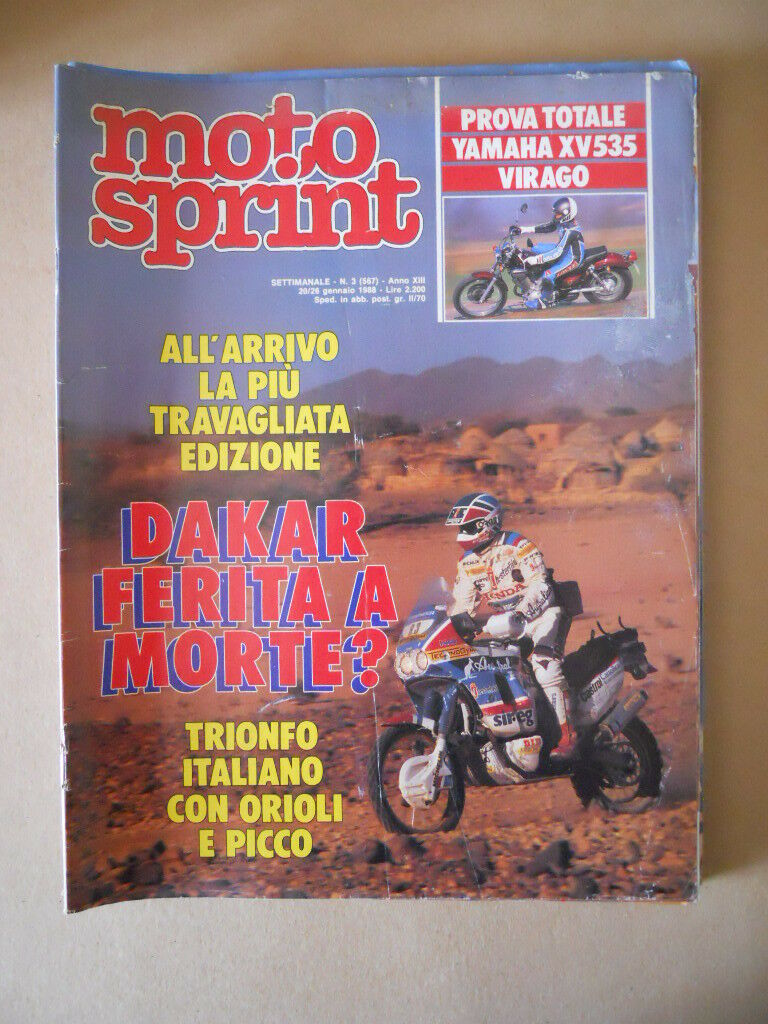 moto
sprint
PROVA TOTALE
YAMAHA XV535
VIRAGO
SETTIMANALE - N. 3 (567) - Anno XIII
20/26 gennaio 1988 - Lire 2.200
Sped. in abb. post. gr. II/70
ALL'ARRIVO
LA PIÙ
TRAVAGLIATA
EDIZIONE
DAKAR
FERITA A
MORTE?
TRIONFO
ITALIANO
CON ORIOLI
E PICCO
HONDA
sireg